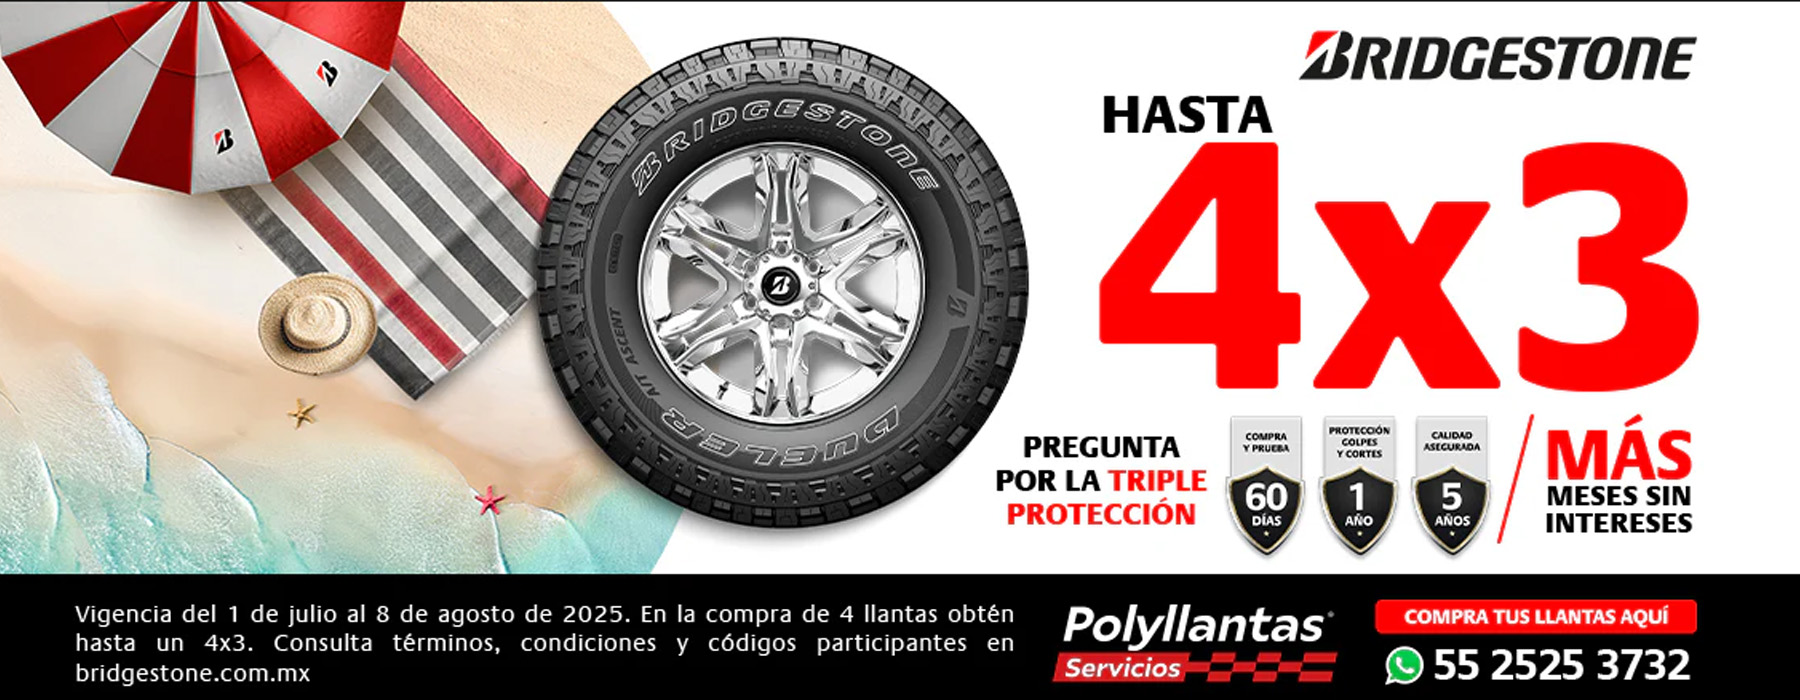 BRIDGESTONE
HASTA
4x3
BRIDGESTONE
DUELER A/T ASCENT
PREGUNTA
POR LA TRIPLE
PROTECCIÓN
COMPRA
Y PRUEBA
60
DÍAS
PROTECCIÓN
GOLPES
Y CORTES
1
AÑO
CALIDAD
ASEGURADA
5
AÑOS
MÁS
MESES SIN
INTERESES
Vigencia del 1 de julio al 8 de agosto de 2025. En la compra de 4 llantas obtén
hasta un 4x3. Consulta términos, condiciones y códigos participantes en
bridgestone.com.mx
Polyllantas
Servicios
COMPRA TUS LLANTAS AQUÍ
55 2525 3732